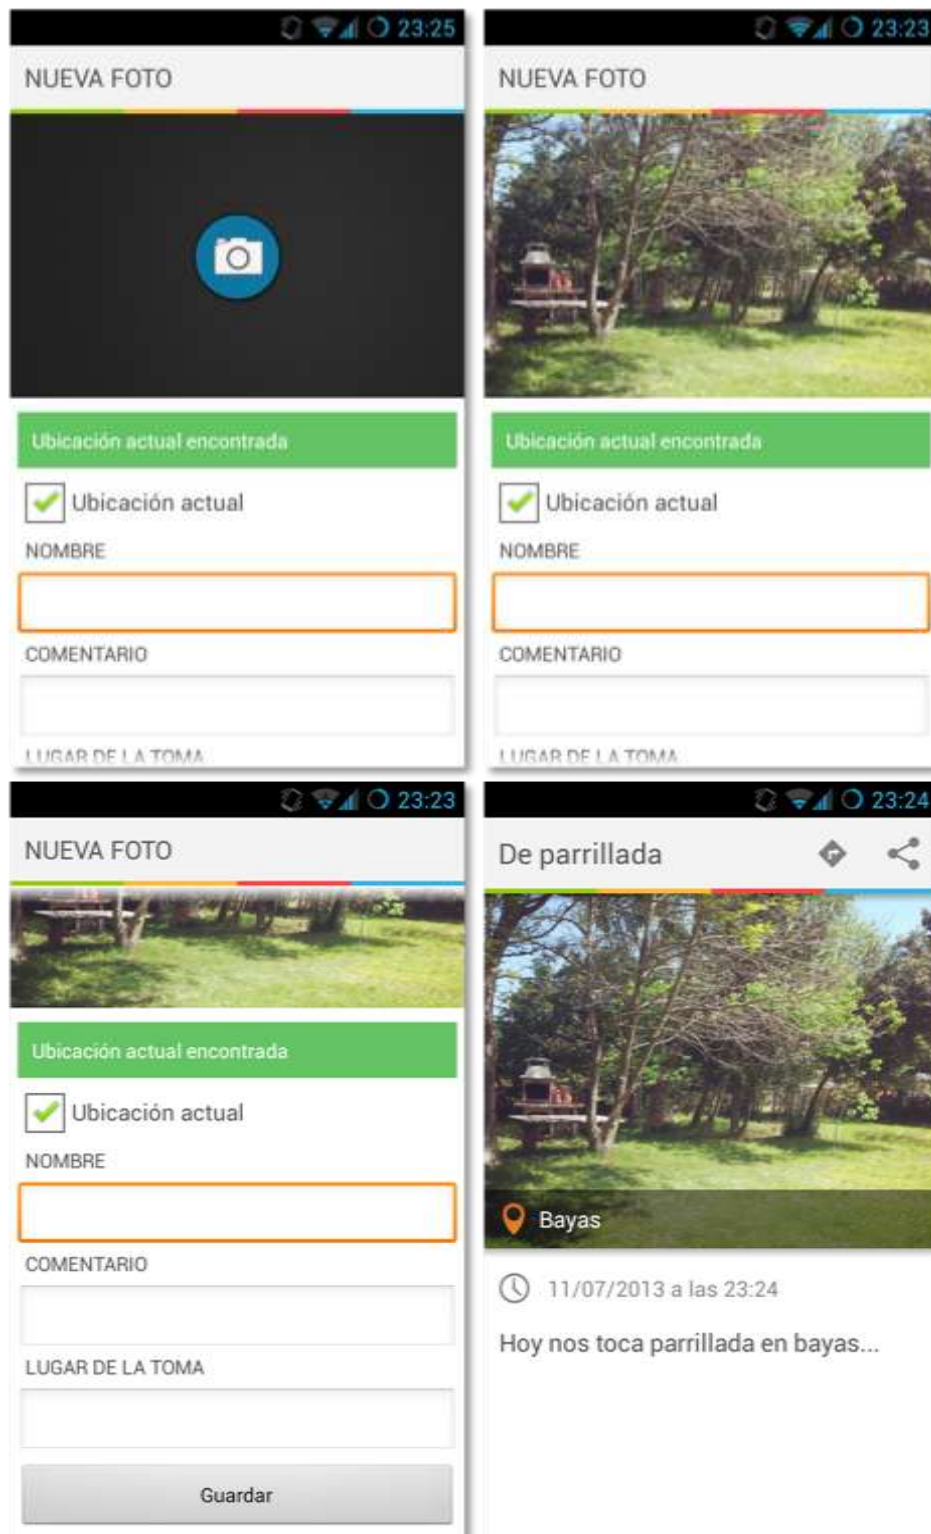 23:25
NUEVA FOTO
Ubicación actual encontrada
Ubicación actual
NOMBRE
COMENTARIO
LUGAR DE LA TOMA
23:23
NUEVA FOTO
Ubicación actual encontrada
Ubicación actual
NOMBRE
COMENTARIO
LUGAR DE LA TOMA
23:23
NUEVA FOTO
Ubicación actual encontrada
Ubicación actual
NOMBRE
COMENTARIO
LUGAR DE LA TOMA
Guardar
23:24
De parrillada
Bayas
11/07/2013 a las 23:24
Hoy nos toca parrillada en bayas...